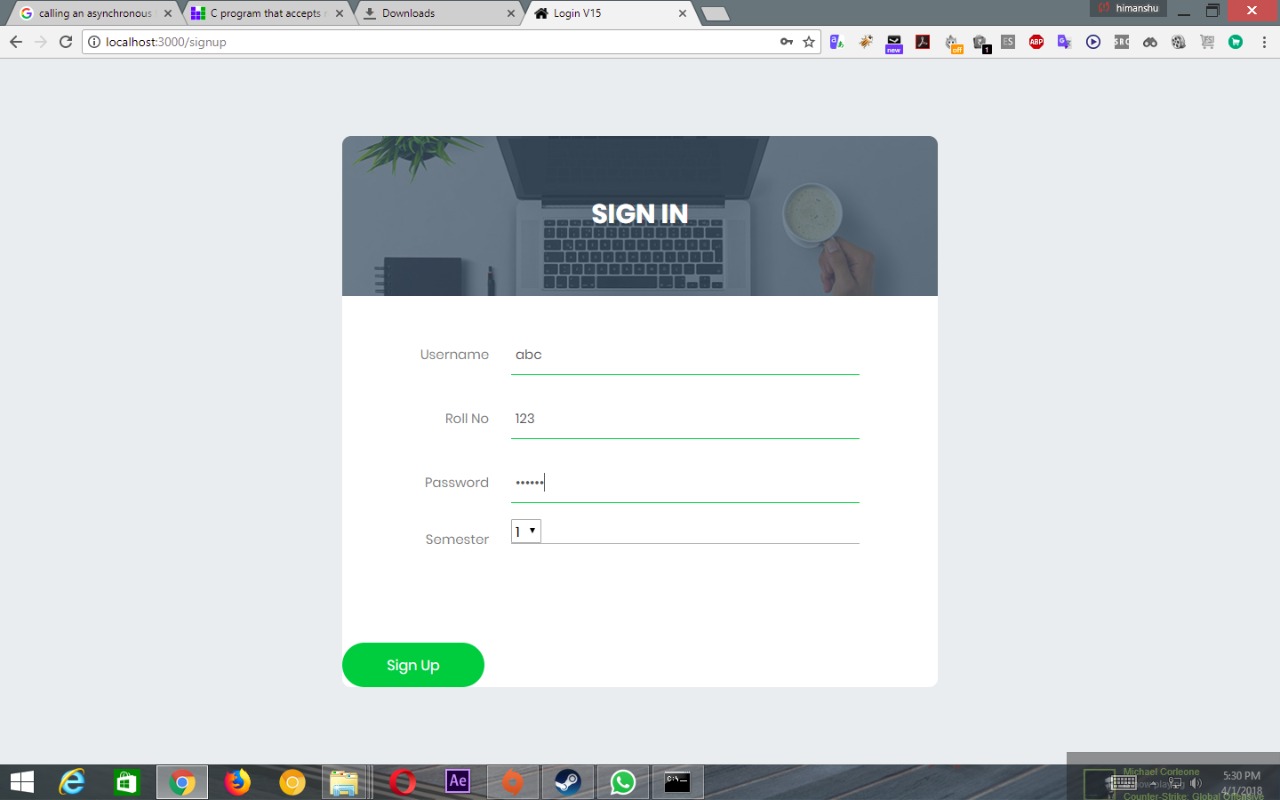 calling an asynchronous
C program that accepts
Downloads
Login V15
himanshu
localhost:3000/signup
new
off
1
ES
ABP
SRC
SIGN IN
Username
abc
Roll No
123
Password
••••••
Semester
1
Sign Up
Ae
C:\.
Michael Corleone
now playing
Counter-Strike: Global Offensive
5:30 PM
4/1/2018